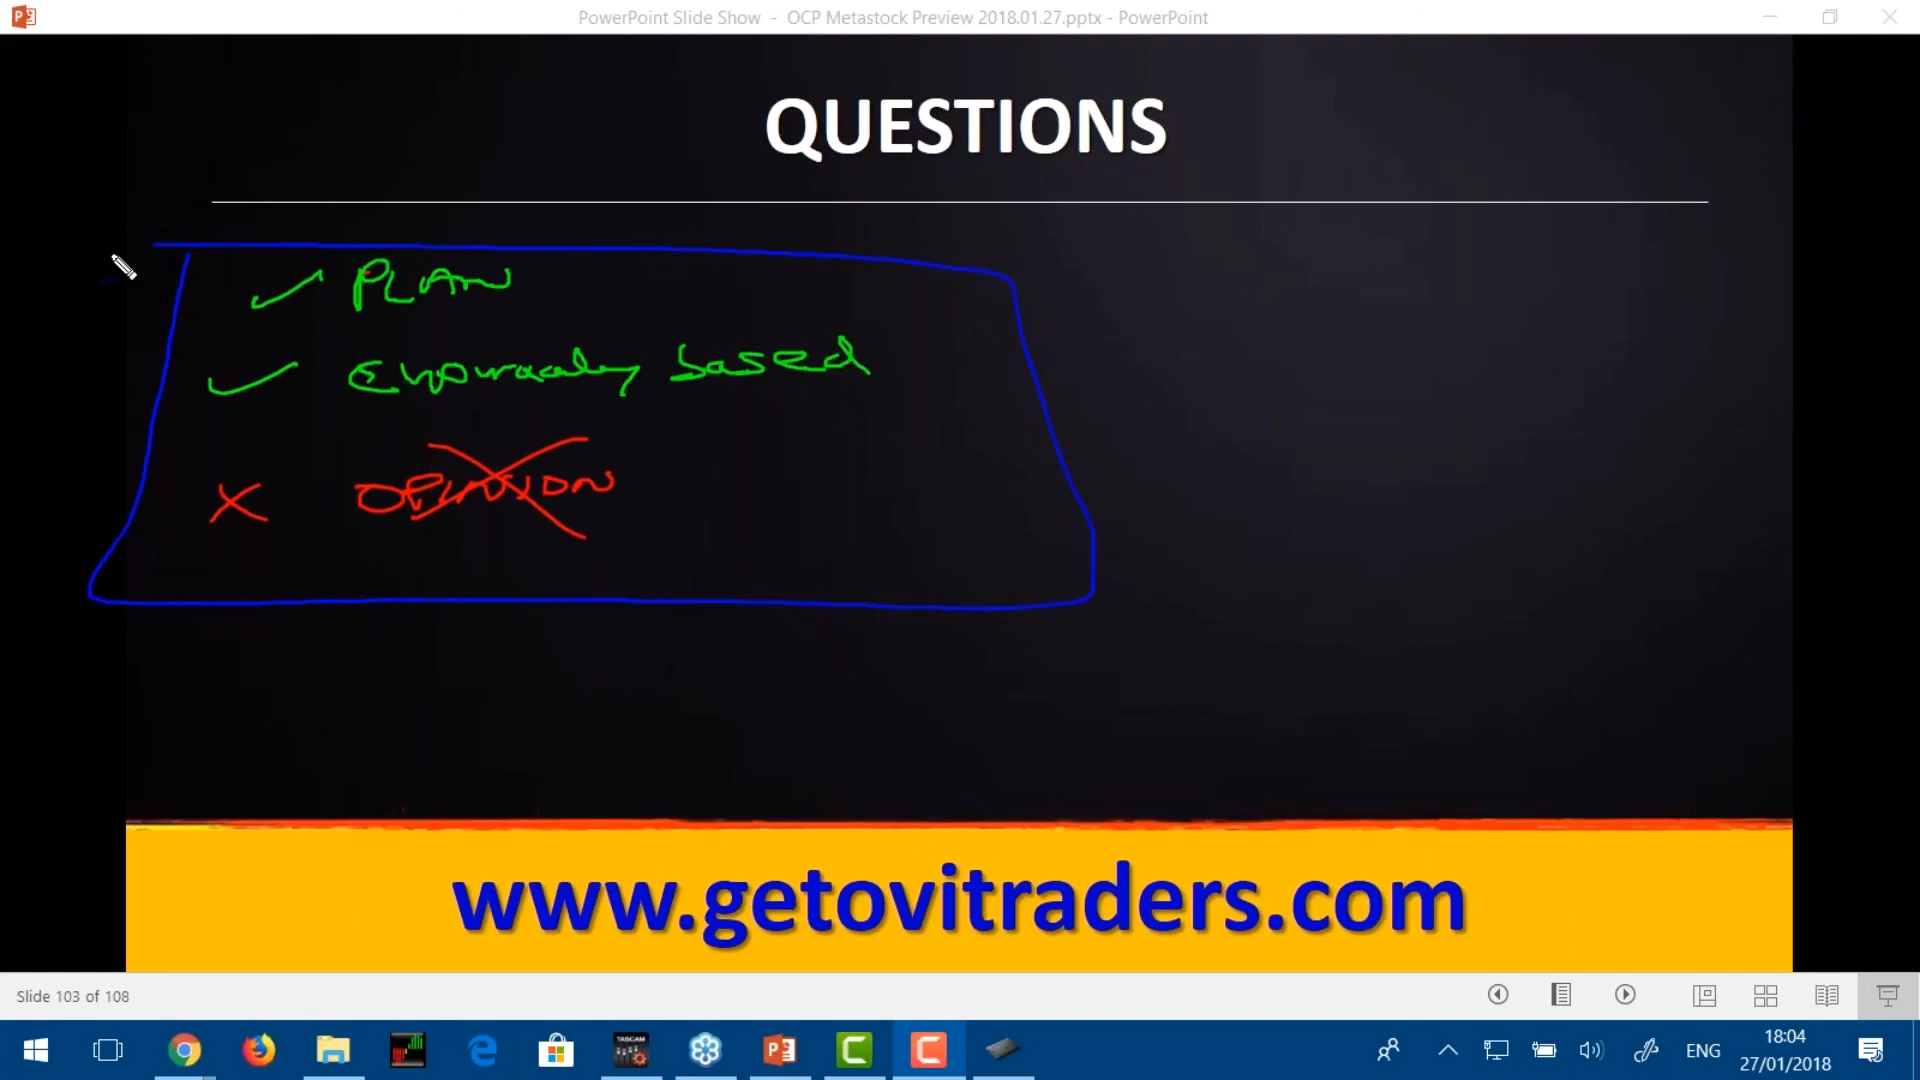 PowerPoint Slide Show - OCP Metastock Preview 2018.01.27.pptx - PowerPoint
QUESTIONS
PLAN
based
OPINION
www.getovitraders.com
Slide 103 of 108
TASCAM
ENG
18:04
27/01/2018